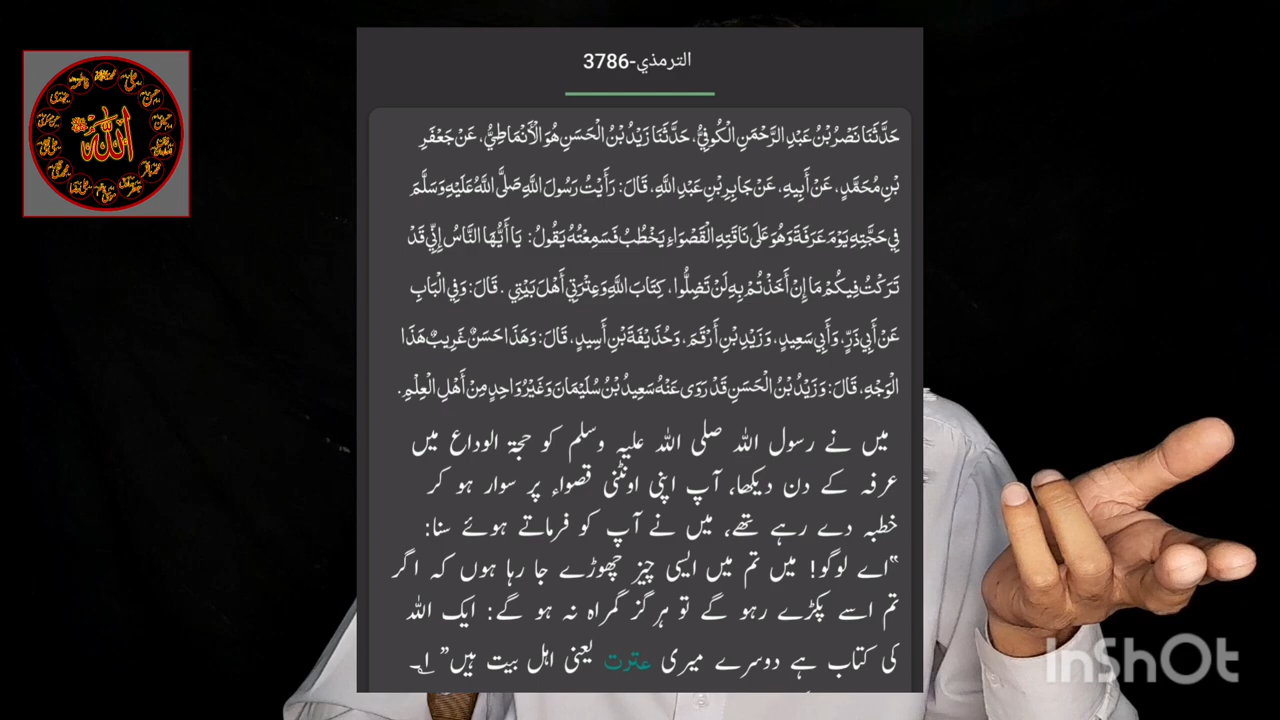 الترمذي-3786
حَدَّثَنَا نَصْرُ بْنُ عَبْدِ الرَّحْمَنِ الْكُوفِيُّ، حَدَّثَنَا زَيْدُ بْنُ الْحَسَنِ هُوَ الْأَنْمَاطِيُّ، عَنْ جَعْفَرِ
بْنِ مُحَمَّدٍ، عَنْ أَبِيهِ، عَنْ جَابِرِ بْنِ عَبْدِ اللَّهِ، قَالَ: رَأَيْتُ رَسُولَ اللَّهِ صَلَّى اللَّهُ عَلَيْهِ وَسَلَّمَ
فِي حَجَّتِهِ يَوْمَ عَرَفَةَ وَهُوَ عَلَى نَاقَتِهِ الْقَصْوَاءِ يَخْطُبُ فَسَمِعْتُهُ يَقُولُ: يَا أَيُّهَا النَّاسُ إِنِّي قَدْ
تَرَكْتُ فِيكُمْ مَا إِنْ أَخَذْتُمْ بِهِ لَنْ تَضِلُّوا، كِتَابَ اللَّهِ وَعِتْرَتِي أَهْلَ بَيْتِي . قَالَ: وَفِي الْبَابِ
عَنْ أَبِي ذَرٍّ، وَأَبِي سَعِيدٍ، وَزَيْدِ بْنِ أَرْقَمَ، وَحُذَيْفَةَ بْنِ أَسِيدٍ، قَالَ: وَهَذَا حَسَنٌ غَرِيبٌ هَذَا
الْوَجْهِ، قَالَ: وَزَيْدُ بْنُ الْحَسَنِ قَدْ رَوَى عَنْهُ سَعِيدُ بْنُ سُلَيْمَانَ وَغَيْرُ وَاحِدٍ مِنْ أَهْلِ الْعِلْمِ.
میں نے رسول اللہ صلی اللہ علیہ وسلم کو حجۃ الوداع میں
عرفہ کے دن دیکھا، آپ اپنی اونٹنی قصواء پر سوار ہو کر
خطبہ دے رہے تھے، میں نے آپ کو فرماتے ہوئے سنا:
”اے لوگو! میں تم میں ایسی چیز چھوڑے جا رہا ہوں کہ اگر
تم اسے پکڑے رہو گے تو ہرگز گمراہ نہ ہو گے: ایک اللہ
کی کتاب ہے دوسرے میری عترت یعنی اہل بیت ہیں“ ۱؎
اللہ
InShOt